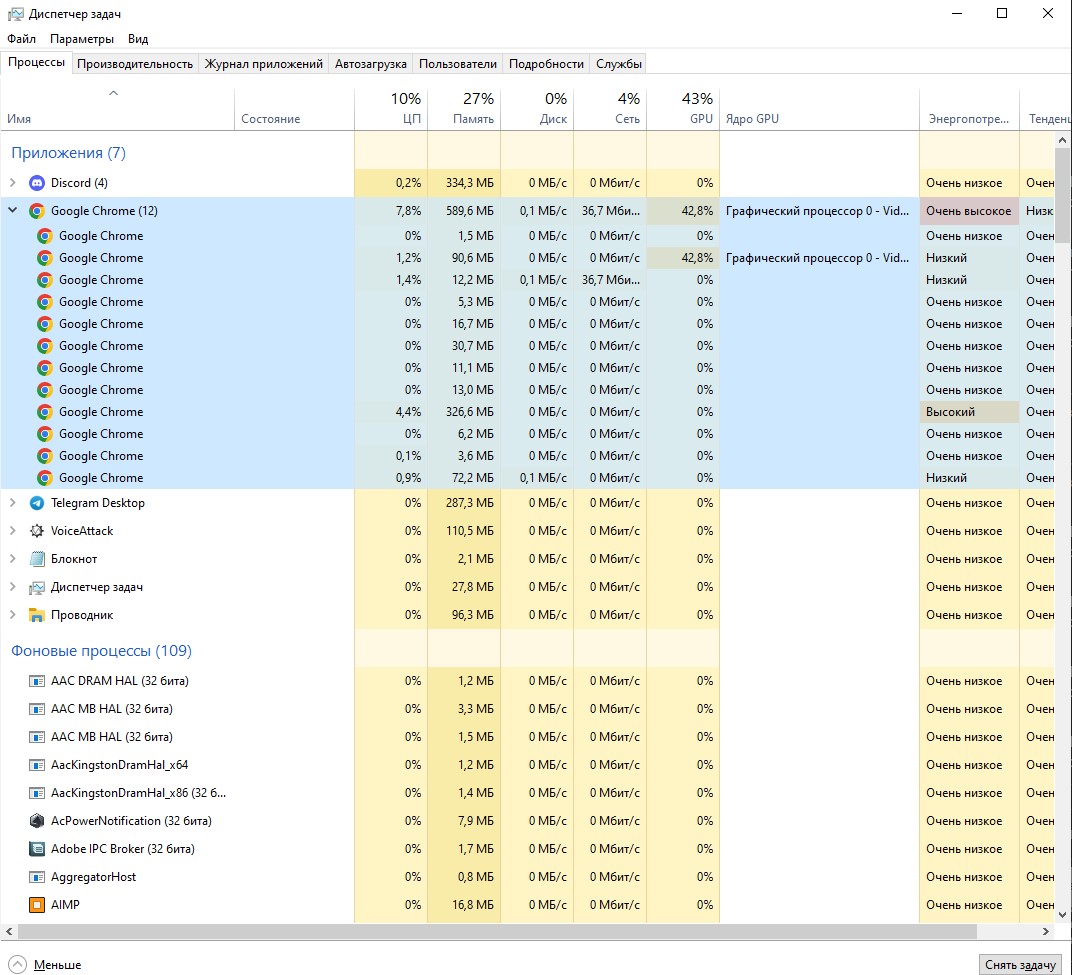 Диспетчер задач
Файл Параметры Вид
Процессы Производительность Журнал приложений Автозагрузка Пользователи Подробности Службы
10% 27% 0% 4% 43%
Имя Состояние ЦП Память Диск Сеть GPU Ядро GPU Энергопотре... Тенденц
Приложения (7)
Discord (4) 0,2% 334,3 МБ 0 МБ/с 0 Мбит/с 0% Очень низкое Очен
Google Chrome (12) 7,8% 589,6 МБ 0,1 МБ/с 36,7 Мби... 42,8% Графический процессор 0 - Vid... Очень высокое Низк
Google Chrome 0% 1,5 МБ 0 МБ/с 0 Мбит/с 0% Очень низкое Очен
Google Chrome 1,2% 90,6 МБ 0 МБ/с 0 Мбит/с 42,8% Графический процессор 0 - Vid... Низкий Очен
Google Chrome 1,4% 12,2 МБ 0,1 МБ/с 36,7 Мби... 0% Низкий Очен
Google Chrome 0% 5,3 МБ 0 МБ/с 0 Мбит/с 0% Очень низкое Очен
Google Chrome 0% 16,7 МБ 0 МБ/с 0 Мбит/с 0% Очень низкое Очен
Google Chrome 0% 30,7 МБ 0 МБ/с 0 Мбит/с 0% Очень низкое Очен
Google Chrome 0% 11,1 МБ 0 МБ/с 0 Мбит/с 0% Очень низкое Очен
Google Chrome 0% 13,0 МБ 0 МБ/с 0 Мбит/с 0% Очень низкое Очен
Google Chrome 4,4% 326,6 МБ 0 МБ/с 0 Мбит/с 0% Высокий Очен
Google Chrome 0% 6,2 МБ 0 МБ/с 0 Мбит/с 0% Очень низкое Очен
Google Chrome 0,1% 3,6 МБ 0 МБ/с 0 Мбит/с 0% Очень низкое Очен
Google Chrome 0,9% 72,2 МБ 0,1 МБ/с 0 Мбит/с 0% Низкий Очен
Telegram Desktop 0% 287,3 МБ 0 МБ/с 0 Мбит/с 0% Очень низкое Очен
VoiceAttack 0% 110,5 МБ 0 МБ/с 0 Мбит/с 0% Очень низкое Очен
Блокнот 0% 2,1 МБ 0 МБ/с 0 Мбит/с 0% Очень низкое Очен
Диспетчер задач 0% 27,8 МБ 0 МБ/с 0 Мбит/с 0% Очень низкое Очен
Проводник 0% 96,3 МБ 0 МБ/с 0 Мбит/с 0% Очень низкое Очен
Фоновые процессы (109)
AAC DRAM HAL (32 бита) 0% 1,2 МБ 0 МБ/с 0 Мбит/с 0% Очень низкое Очен
AAC MB HAL (32 бита) 0% 3,3 МБ 0 МБ/с 0 Мбит/с 0% Очень низкое Очен
AAC MB HAL (32 бита) 0% 1,5 МБ 0 МБ/с 0 Мбит/с 0% Очень низкое Очен
AacKingstonDramHal_x64 0% 1,2 МБ 0 МБ/с 0 Мбит/с 0% Очень низкое Очен
AacKingstonDramHal_x86 (32 б... 0% 1,4 МБ 0 МБ/с 0 Мбит/с 0% Очень низкое Очен
AcPowerNotification (32 бита) 0% 7,9 МБ 0 МБ/с 0 Мбит/с 0% Очень низкое Очен
Adobe IPC Broker (32 бита) 0% 1,7 МБ 0 МБ/с 0 Мбит/с 0% Очень низкое Очен
AggregatorHost 0% 0,8 МБ 0 МБ/с 0 Мбит/с 0% Очень низкое Очен
AIMP 0% 16,8 МБ 0 МБ/с 0 Мбит/с 0% Очень низкое Очен
Меньше Снять задачу